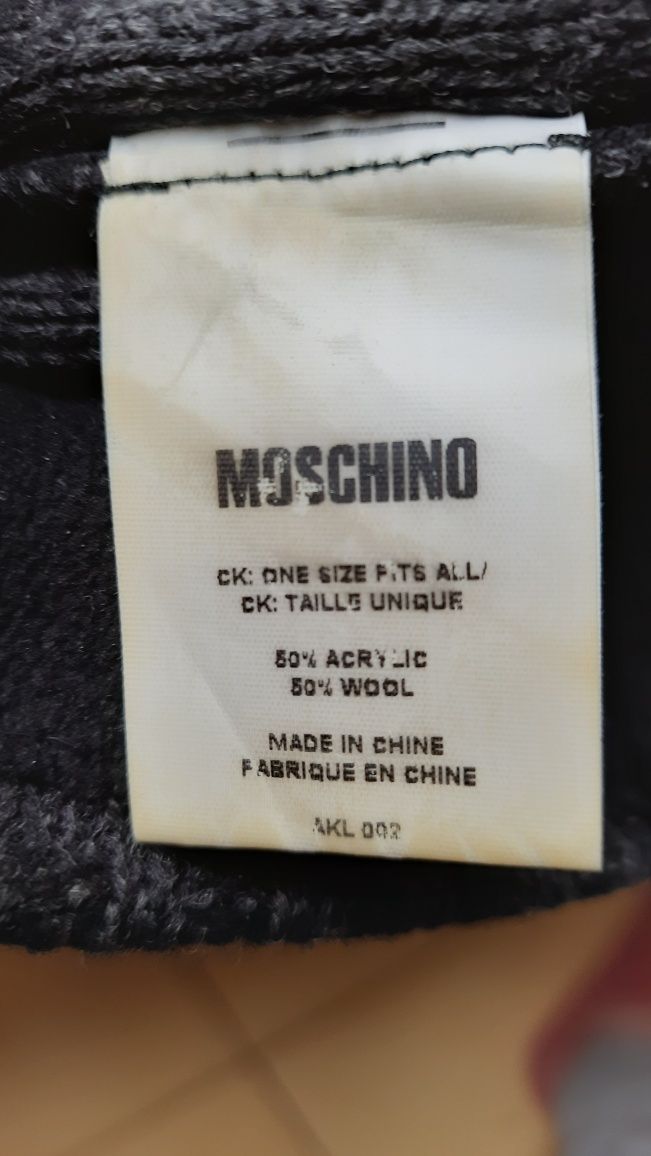 MOSCHINO
CK: ONE SIZE FITS ALL/
CK: TAILLE UNIQUE
50% ACRYLIC
50% WOOL
MADE IN CHINE
FABRIQUE EN CHINE
AKL 002